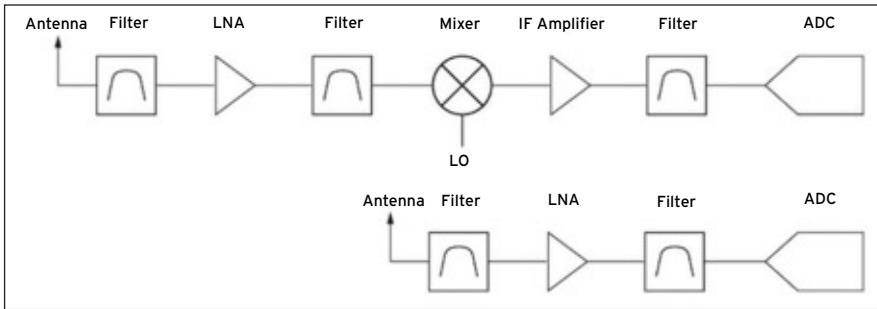 Antenna Filter LNA Filter Mixer IF Amplifier Filter ADC
LO
Antenna Filter LNA Filter ADC